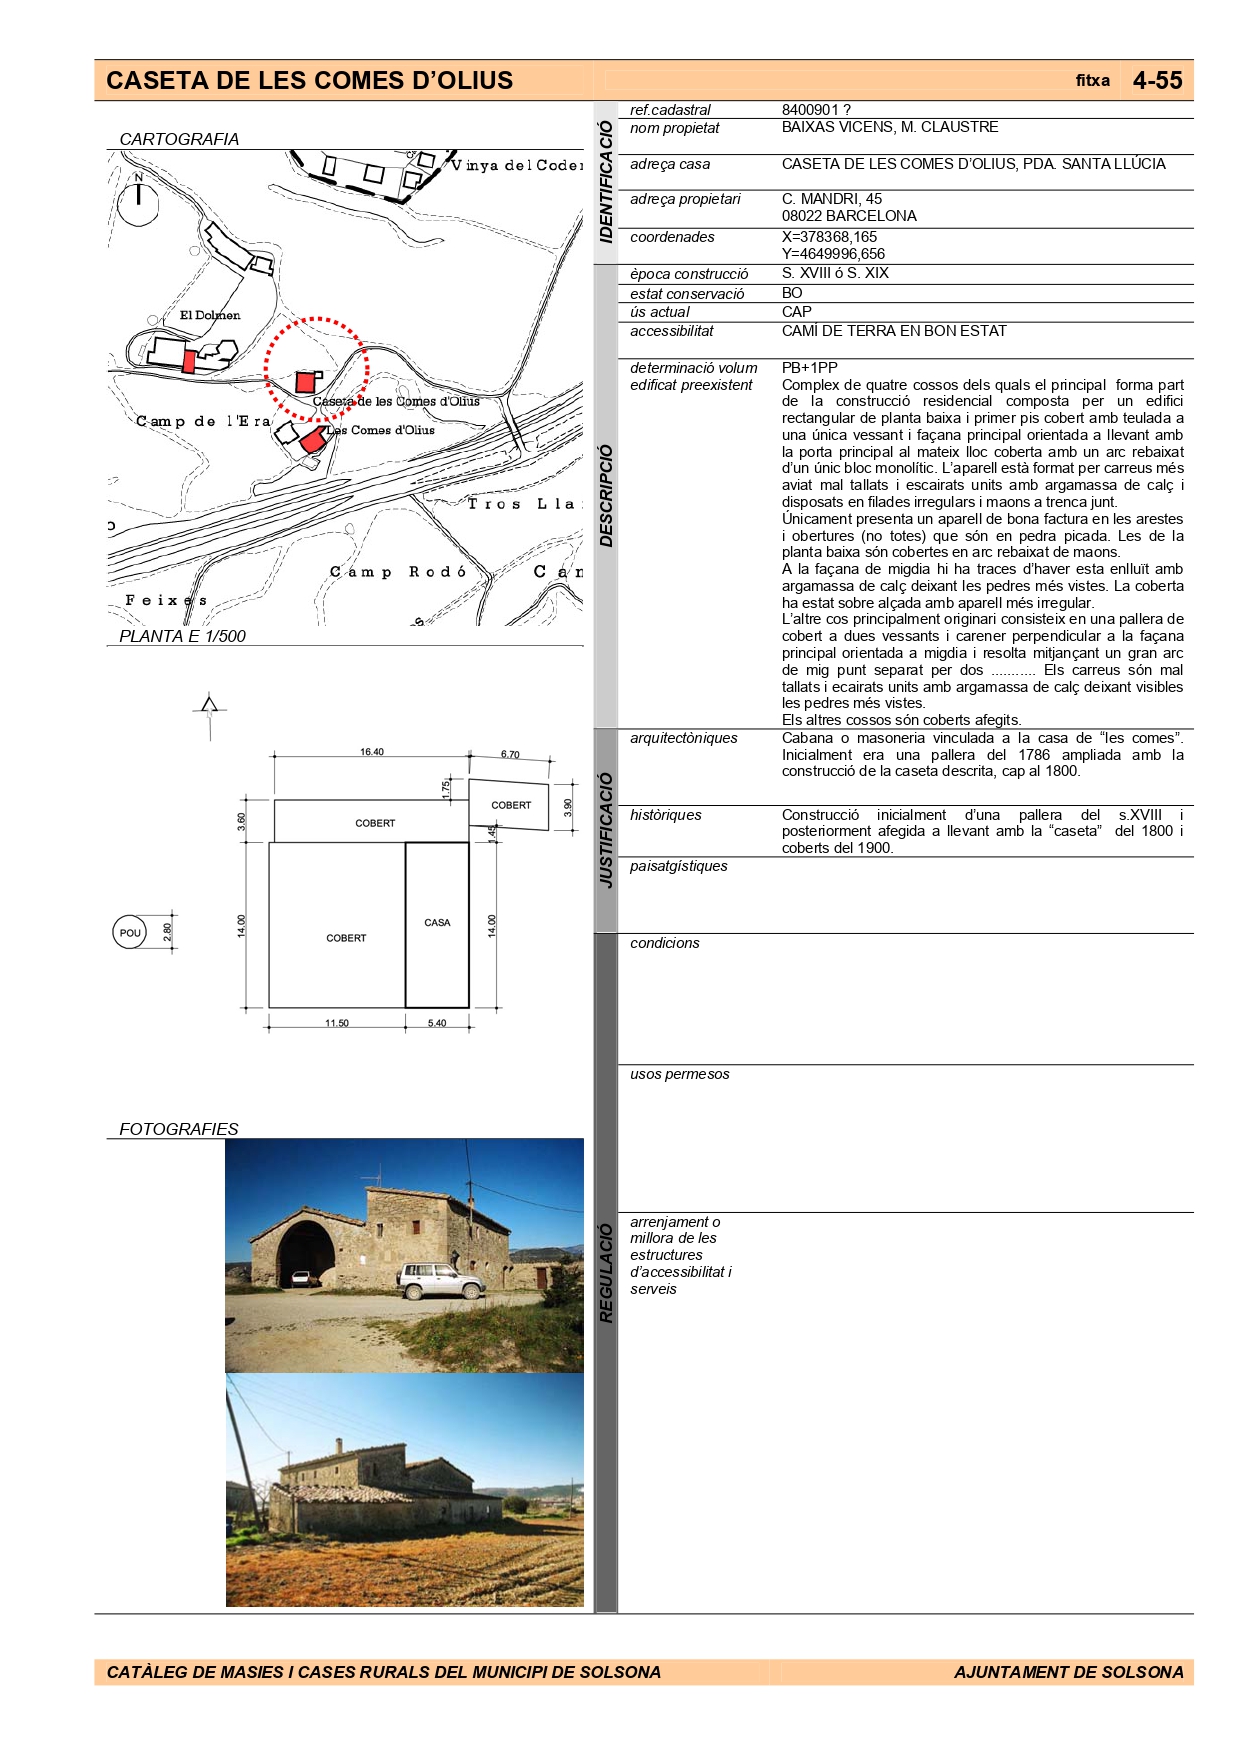 CASETA DE LES COMES D’OLIUS
fitxa 4-55
CARTOGRAFIA
N
Vinya del Coder
El Dolmen
Caseta de les Comes d'Olius
Camp de l'Era
Les Comes d'Olius
Tros Lla
Camp Rodó
Can
Feixes
PLANTA E 1/500
16.40
6.70
1.75
COBERT
3.90
3.60
COBERT
1.45
14.00
CASA
14.00
COBERT
POU
2.80
11.50
5.40
FOTOGRAFIES
IDENTIFICACIÓ
ref.cadastral 8400901 ?
nom propietat BAIXAS VICENS, M. CLAUSTRE
adreça casa CASETA DE LES COMES D’OLIUS, PDA. SANTA LLÚCIA
adreça propietari C. MANDRI, 45
08022 BARCELONA
coordenades X=378368,165
Y=4649996,656
DESCRIPCIÓ
època construcció S. XVIII ó S. XIX
estat conservació BO
ús actual CAP
accessibilitat CAMÍ DE TERRA EN BON ESTAT
determinació volum PB+1PP
edificat preexistent Complex de quatre cossos dels quals el principal forma part
de la construcció residencial composta per un edifici
rectangular de planta baixa i primer pis cobert amb teulada a
una única vessant i façana principal orientada a llevant amb
la porta principal al mateix lloc coberta amb un arc rebaixat
d’un únic bloc monolític. L’aparell està format per carreus més
aviat mal tallats i escairats units amb argamassa de calç i
disposats en filades irregulars i maons a trenca junt.
Únicament presenta un aparell de bona factura en les arestes
i obertures (no totes) que són en pedra picada. Les de la
planta baixa són cobertes en arc rebaixat de maons.
A la façana de migdia hi ha traces d’haver esta enlluït amb
argamassa de calç deixant les pedres més vistes. La coberta
ha estat sobre alçada amb aparell més irregular.
L’altre cos principalment originari consisteix en una pallera de
cobert a dues vessants i carener perpendicular a la façana
principal orientada a migdia i resolta mitjançant un gran arc
de mig punt separat per dos ........... Els carreus són mal
tallats i ecairats units amb argamassa de calç deixant visibles
les pedres més vistes.
Els altres cossos són coberts afegits.
JUSTIFICACIÓ
arquitectòniques Cabana o masoneria vinculada a la casa de “les comes”.
Inicialment era una pallera del 1786 ampliada amb la
construcció de la caseta descrita, cap al 1800.
històriques Construcció inicialment d’una pallera del s.XVIII i
posteriorment afegida a llevant amb la “caseta” del 1800 i
coberts del 1900.
paisatgístiques
REGULACIÓ
condicions
usos permesos
arrenjament o
millora de les
estructures
d’accessibilitat i
serveis
CATÀLEG DE MASIES I CASES RURALS DEL MUNICIPI DE SOLSONA
AJUNTAMENT DE SOLSONA